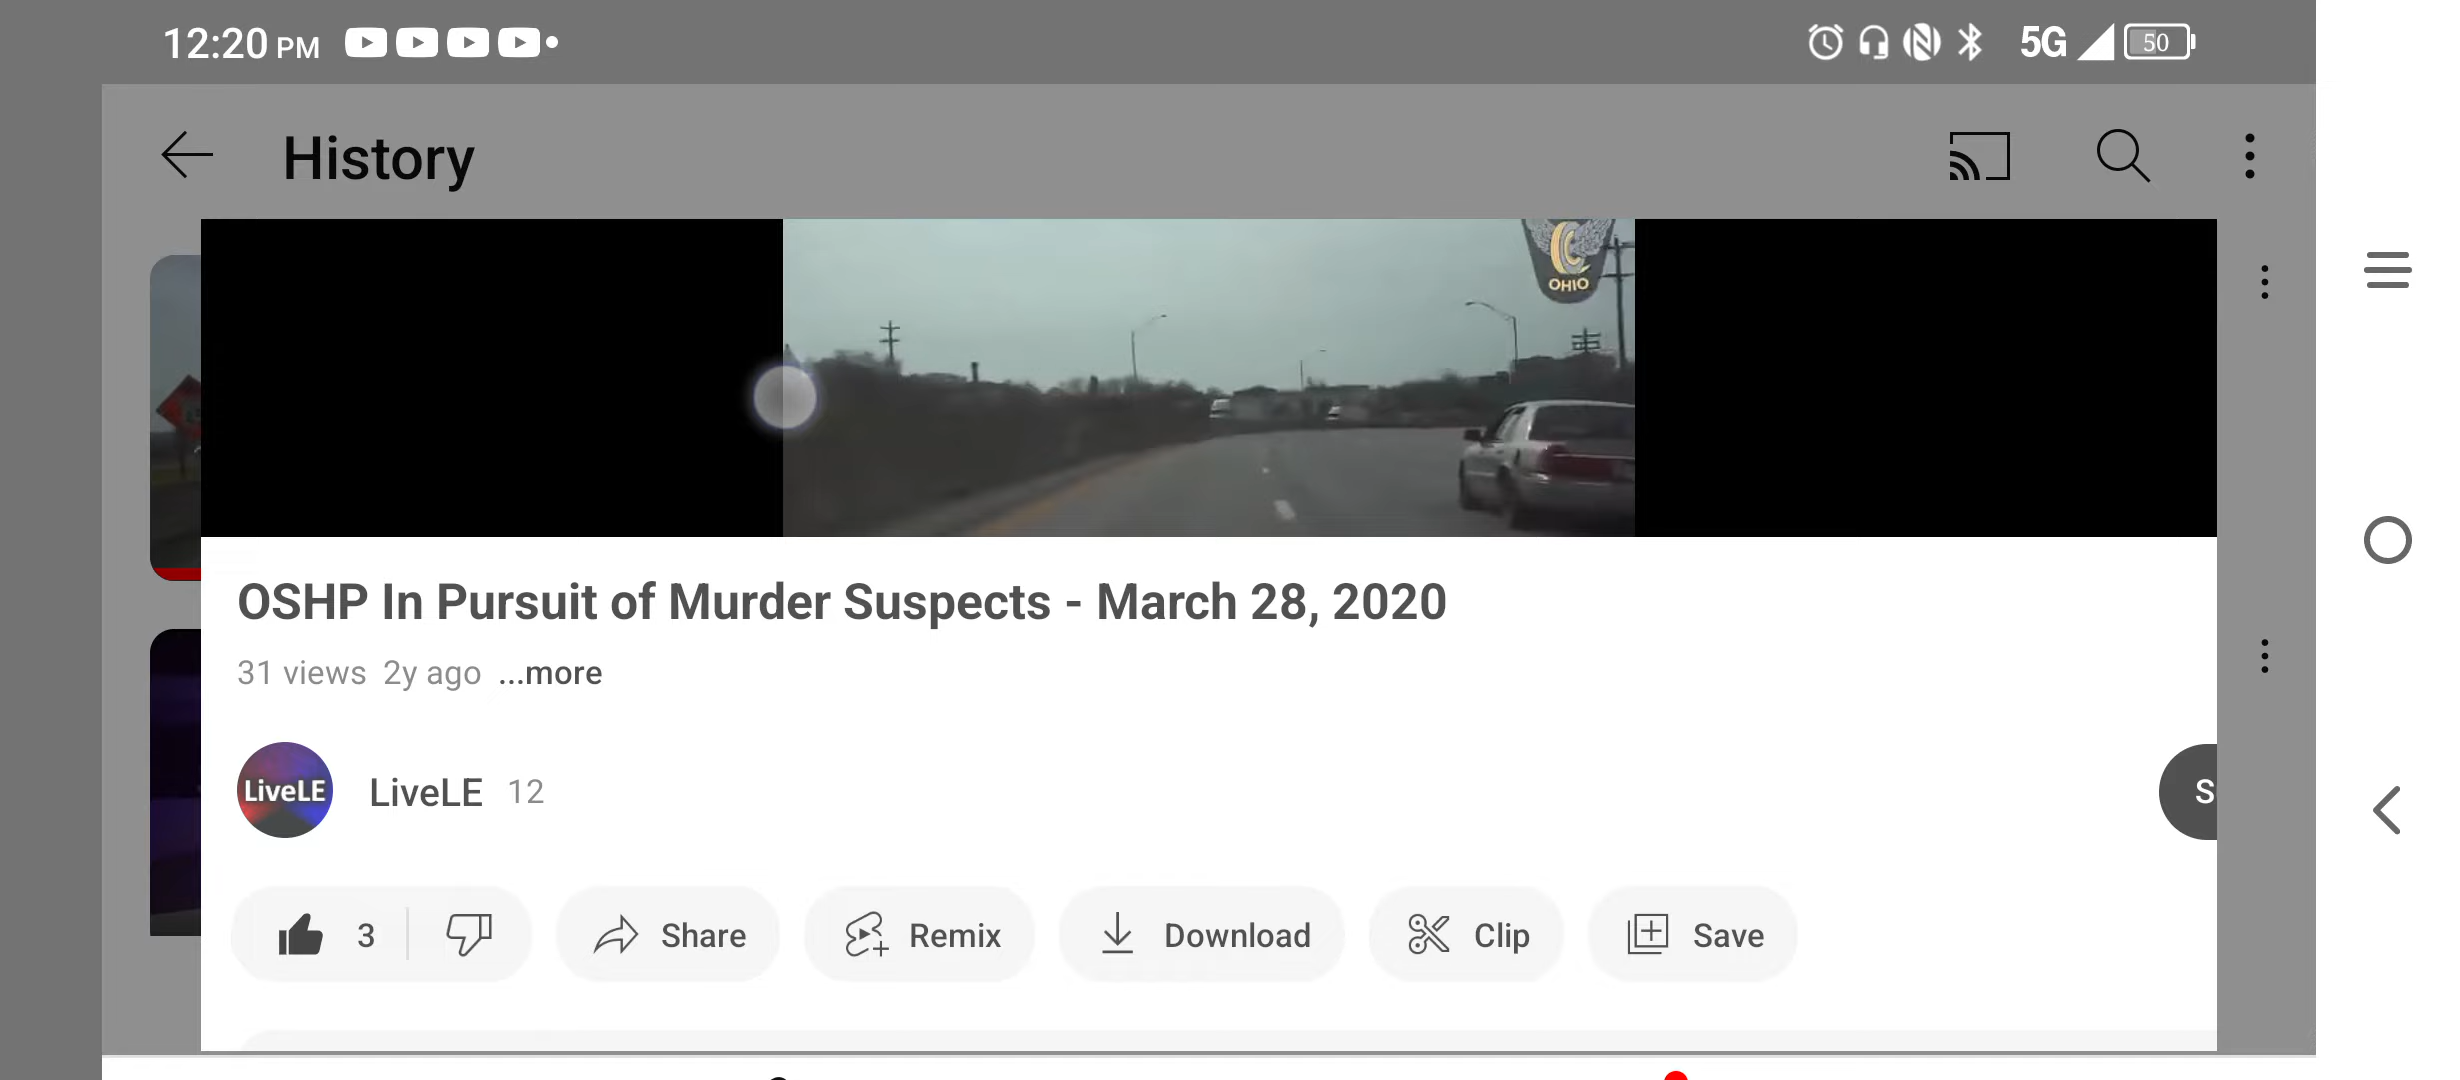 12:20 PM
5G
50
History
OHIO
OSHP In Pursuit of Murder Suspects - March 28, 2020
31 views 2y ago ...more
LiveLE
LiveLE 12
S
3
Share
Remix
Download
Clip
Save